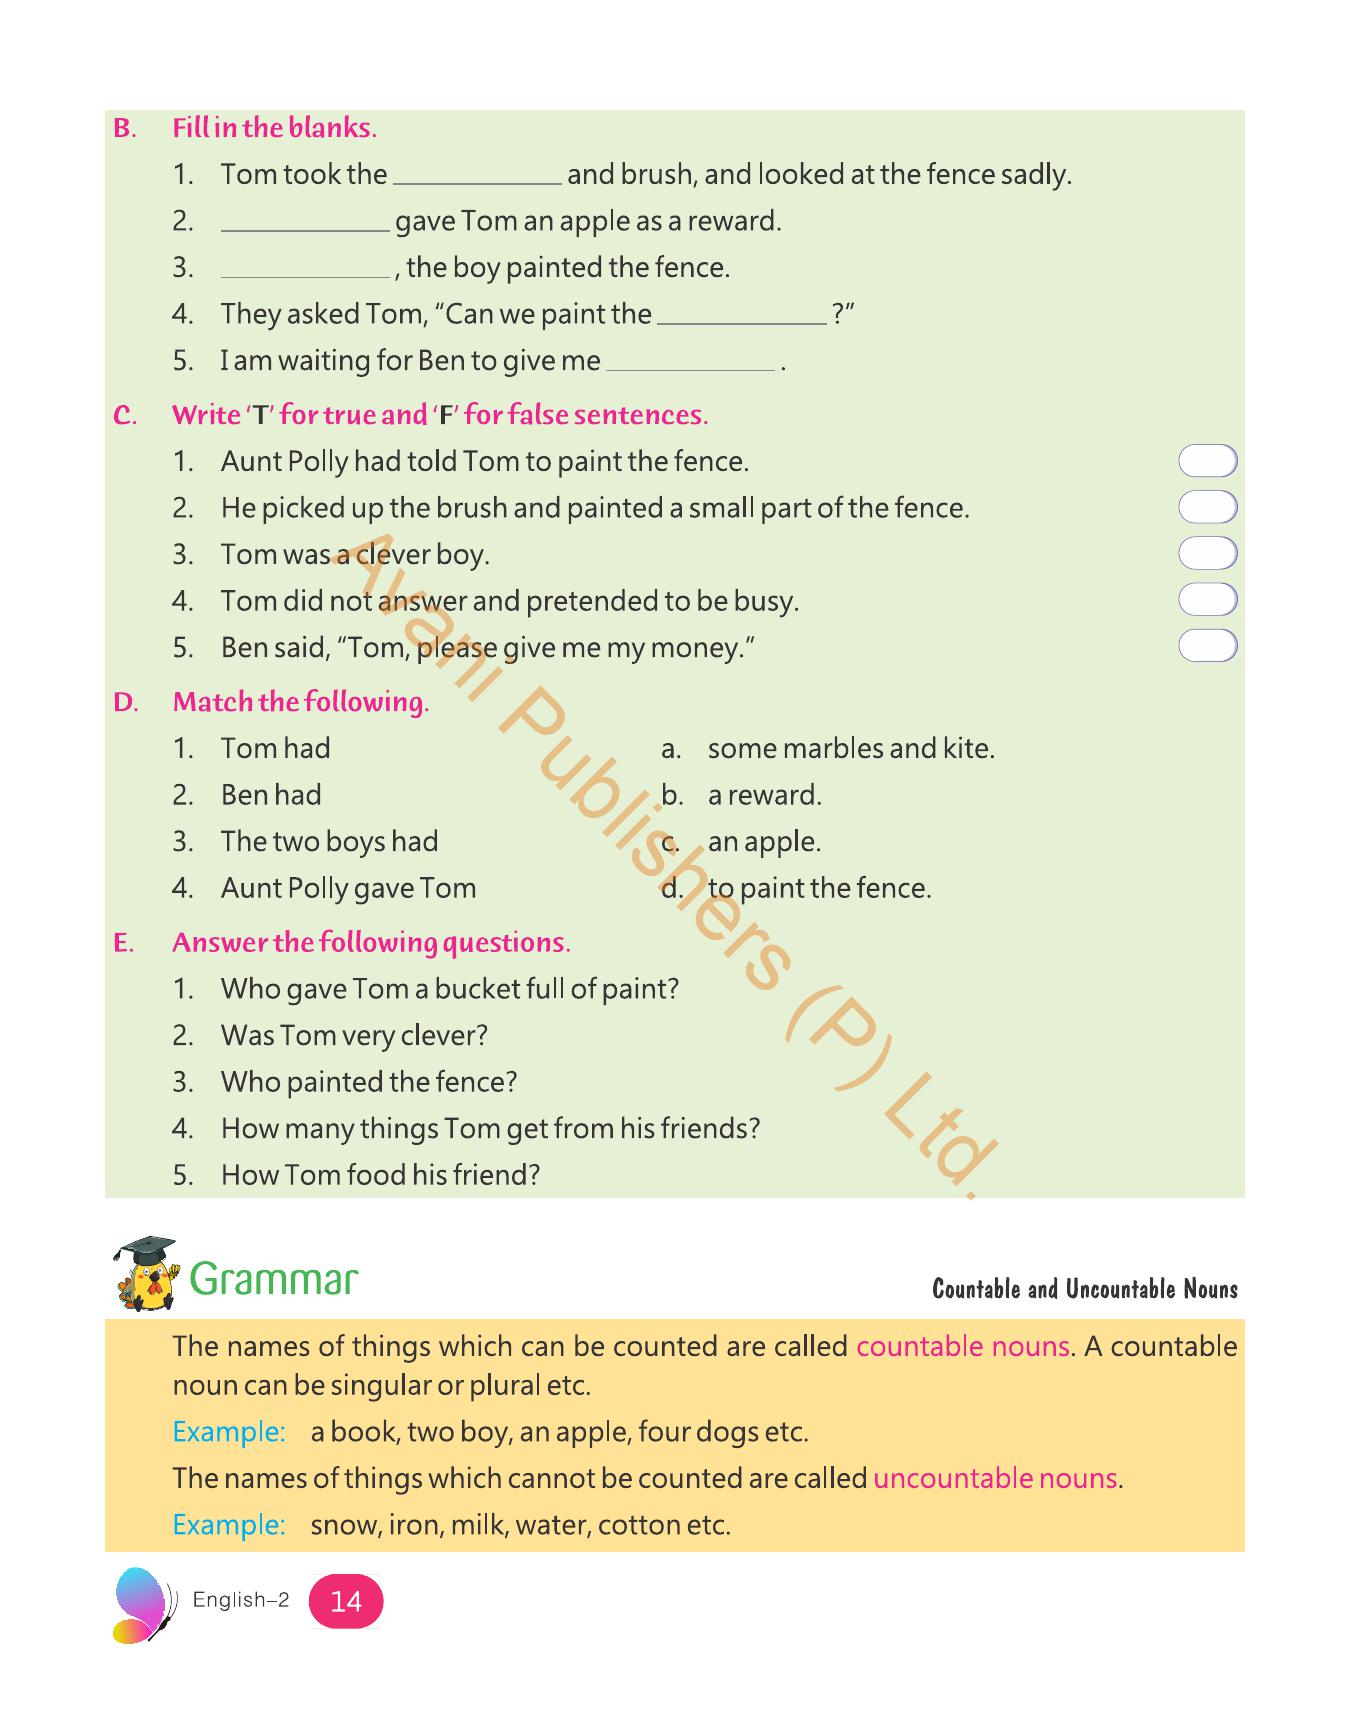 B. Fill in the blanks.
1. Tom took the ____________ and brush, and looked at the fence sadly.
2. ____________ gave Tom an apple as a reward.
3. ____________ , the boy painted the fence.
4. They asked Tom, “Can we paint the ____________ ?”
5. I am waiting for Ben to give me ____________ .
C. Write ‘T’ for true and ‘F’ for false sentences.
1. Aunt Polly had told Tom to paint the fence.
2. He picked up the brush and painted a small part of the fence.
3. Tom was a clever boy.
4. Tom did not answer and pretended to be busy.
5. Ben said, “Tom, please give me my money.”
D. Match the following.
1. Tom had a. some marbles and kite.
2. Ben had b. a reward.
3. The two boys had c. an apple.
4. Aunt Polly gave Tom d. to paint the fence.
E. Answer the following questions.
1. Who gave Tom a bucket full of paint?
2. Was Tom very clever?
3. Who painted the fence?
4. How many things Tom get from his friends?
5. How Tom food his friend?
Avani Publishers (P) Ltd.
Grammar
Countable and Uncountable Nouns
The names of things which can be counted are called countable nouns. A countable
noun can be singular or plural etc.
Example: a book, two boy, an apple, four dogs etc.
The names of things which cannot be counted are called uncountable nouns.
Example: snow, iron, milk, water, cotton etc.
English–2 14